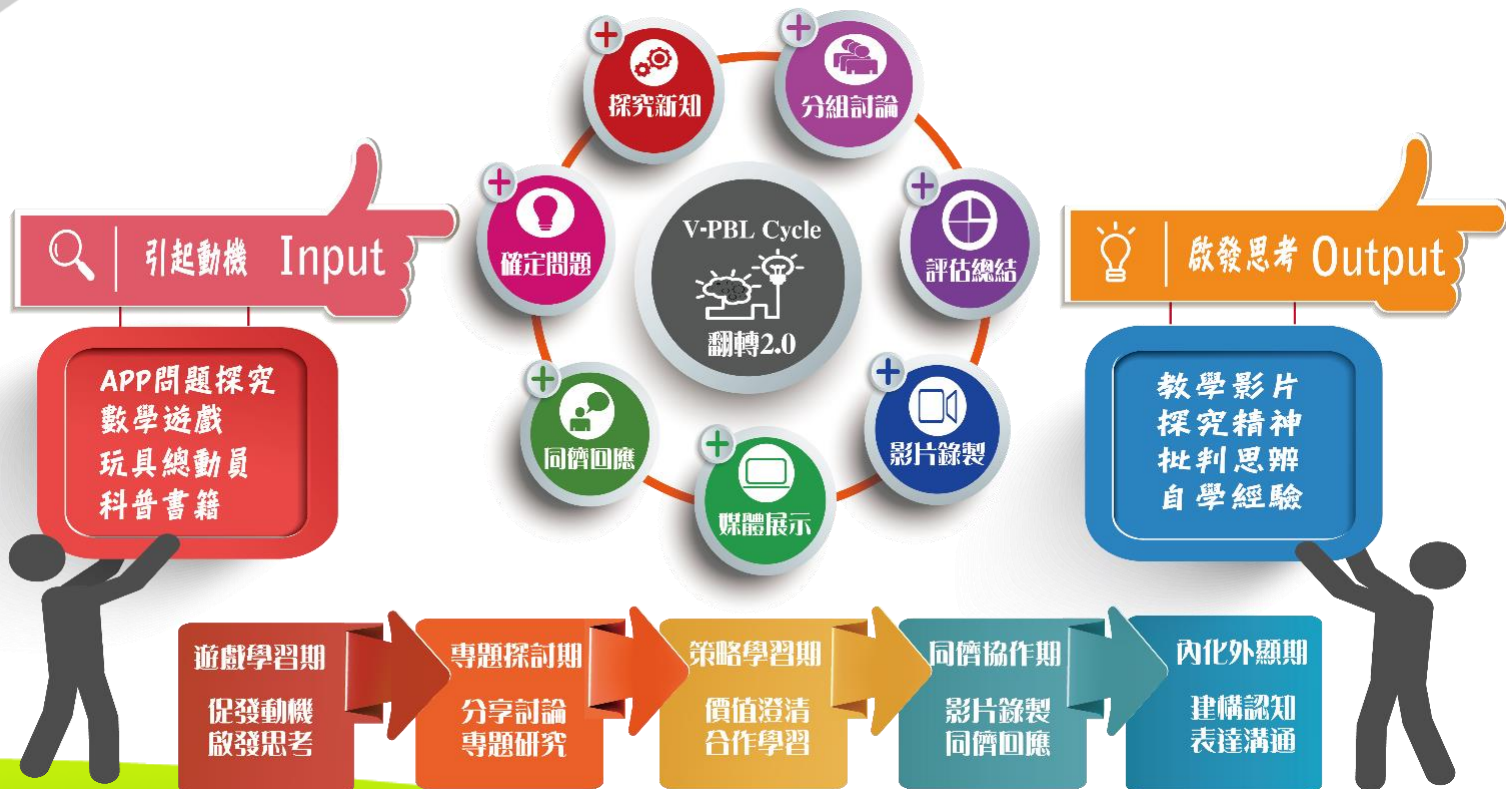 引起動機 Input
APP問題探究
數學遊戲
玩具總動員
科普書籍
探究新知
分組討論
確定問題
評估總結
同儕回應
影片錄製
媒體展示
V-PBL Cycle
翻轉2.0
啟發思考 Output
教學影片
探究精神
批判思辨
自學經驗
遊戲學習期
促發動機
啟發思考
專題探討期
分享討論
專題研究
策略學習期
價值澄清
合作學習
同儕協作期
影片錄製
同儕回應
內化外顯期
建構認知
表達溝通